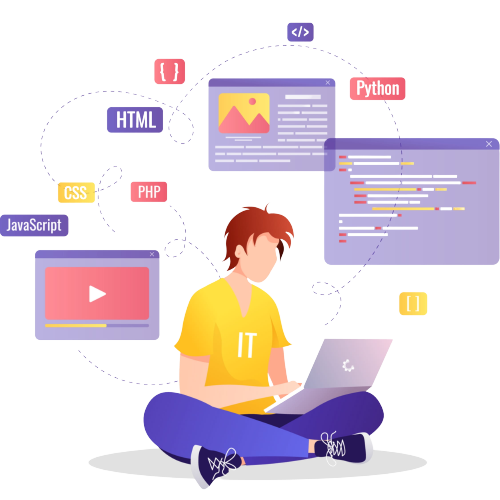 </>
{ }
Python
HTML
CSS
PHP
JavaScript
[ ]
IT